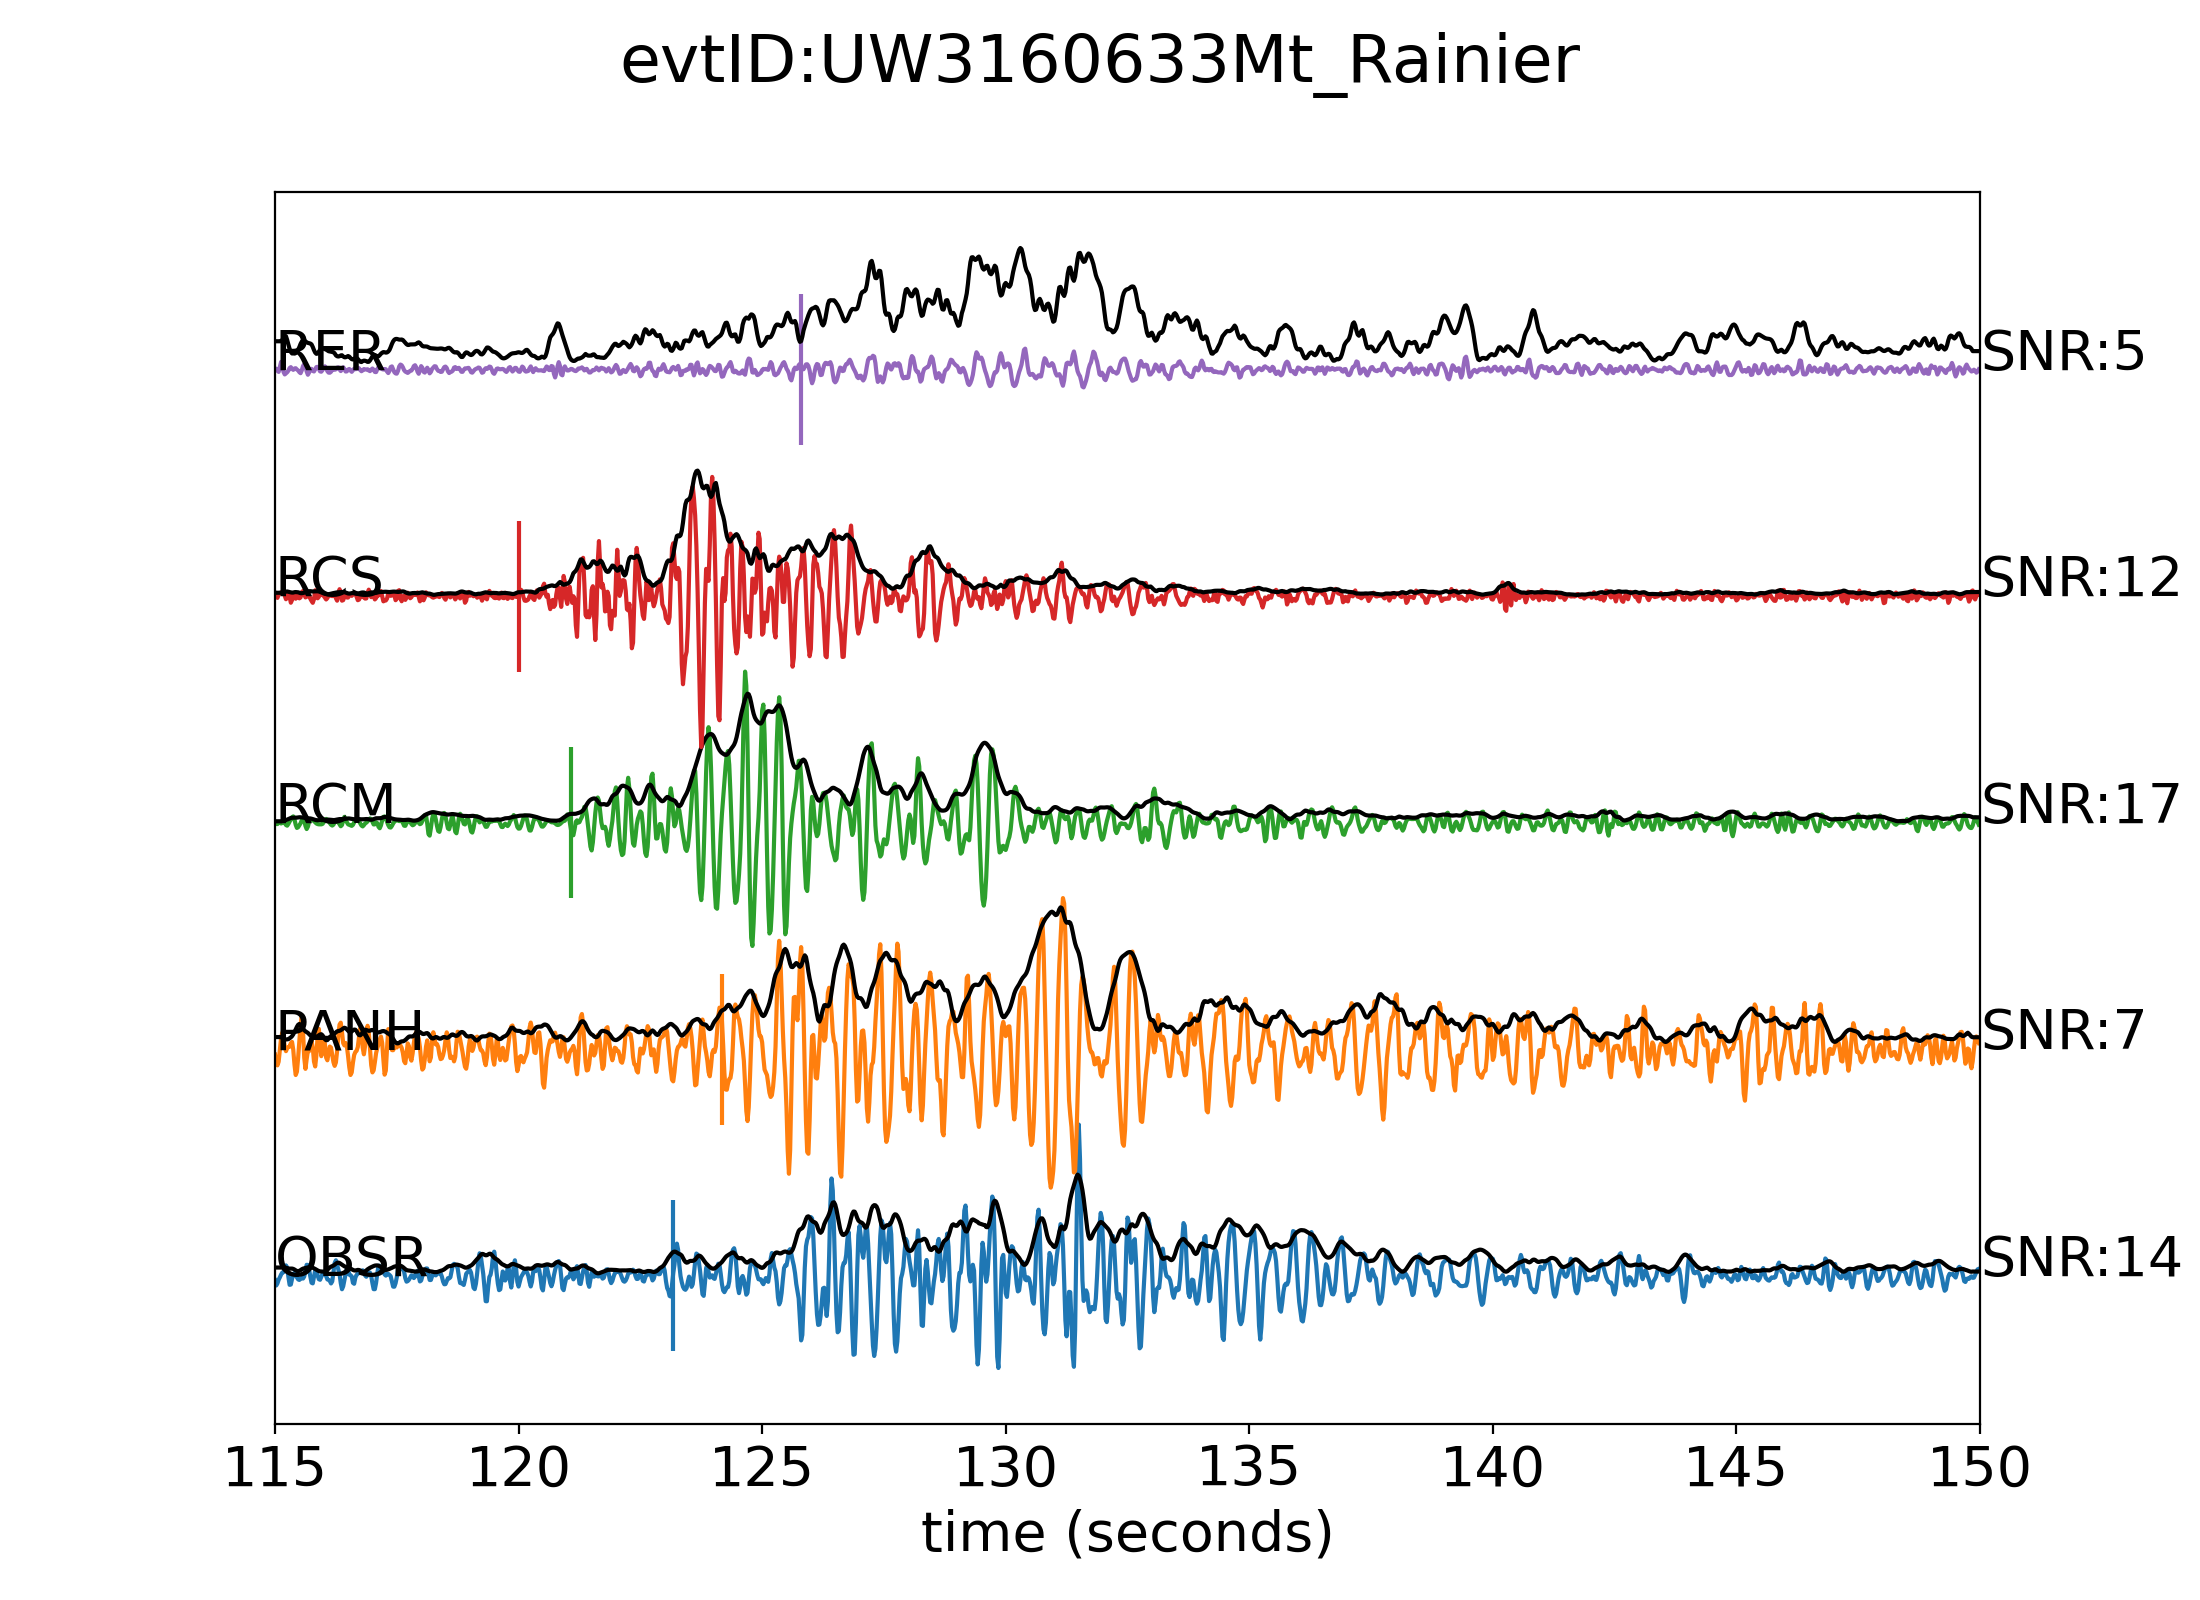 evtID:UW3160633Mt_Rainier
RER SNR:5
RCS SNR:12
RCM SNR:17
PANH SNR:7
OBSR SNR:14
115 120 125 130 135 140 145 150
time (seconds)